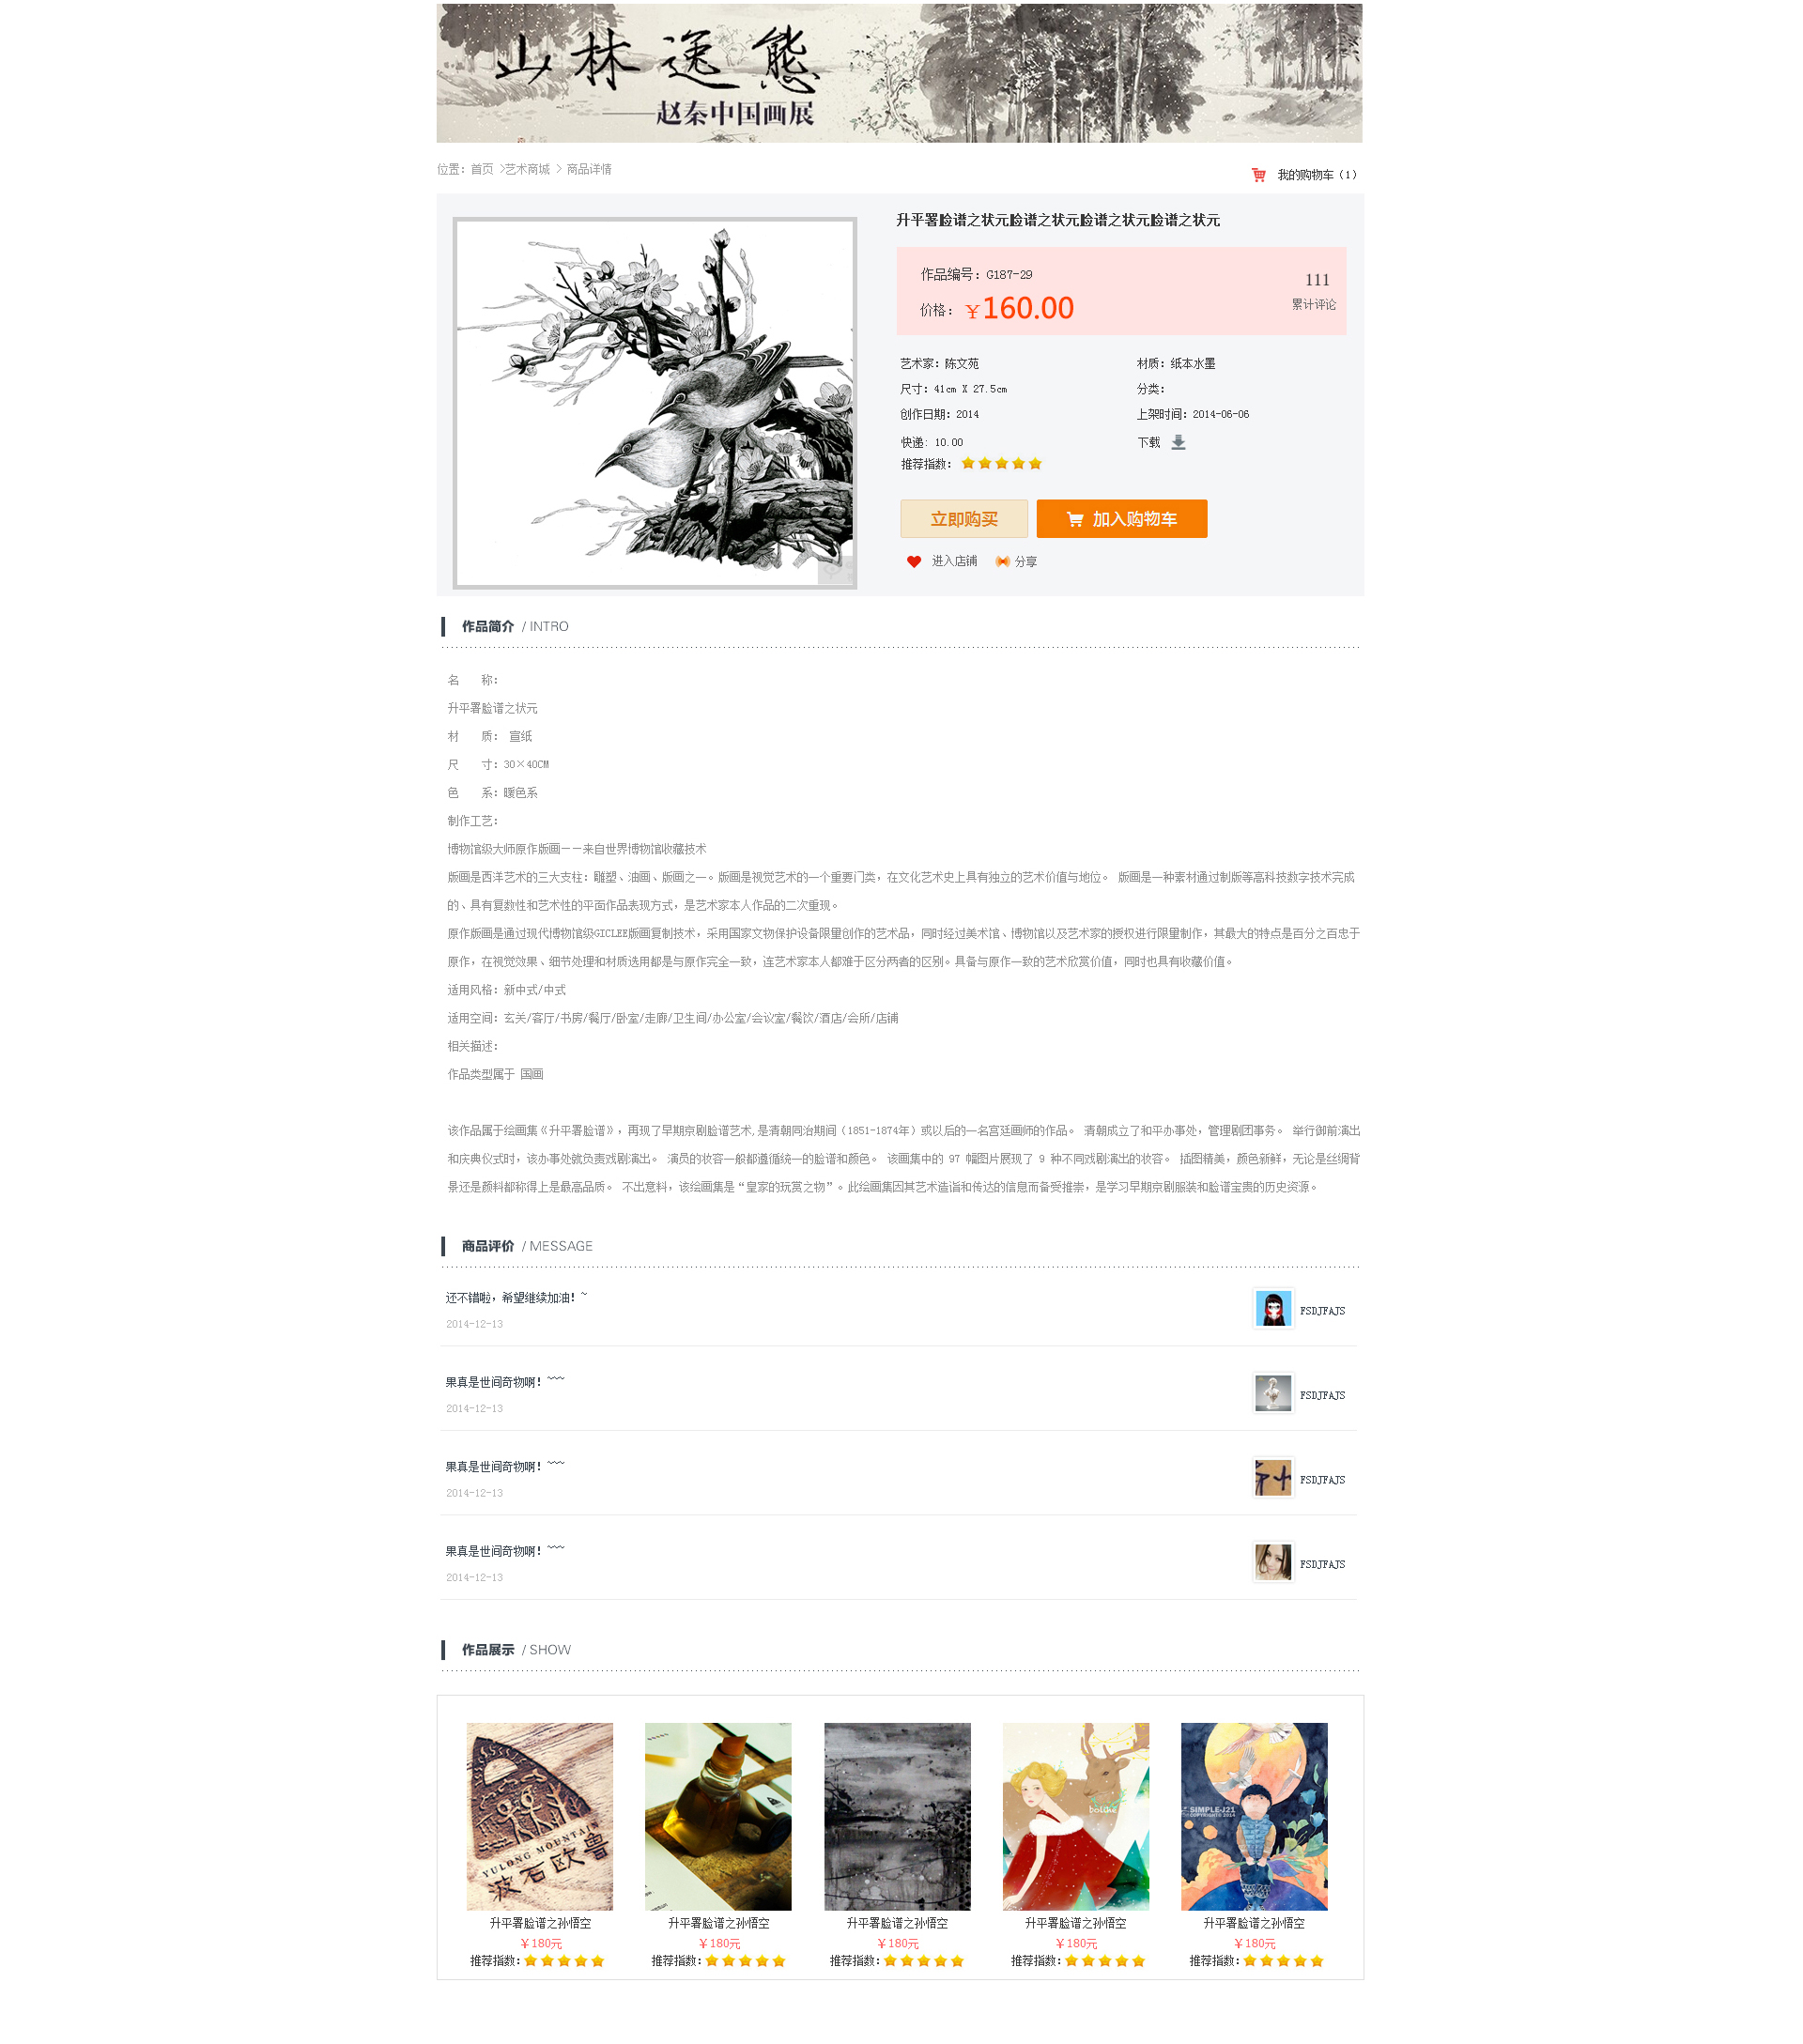 山林逸态
——赵秦中国画展
位置：首页 >艺术商城 > 商品详情
我的购物车（1）
升平署脸谱之状元脸谱之状元脸谱之状元脸谱之状元
作品编号：G187-29
111
价格：￥160.00
累计评论
艺术家：陈文苑
材质：纸本水墨
尺寸：41cm X 27.5cm
分类：
创作日期：2014
上架时间：2014-06-06
快递: 10.00
下载
推荐指数：
立即购买
加入购物车
进入店铺
分享
作品简介 / INTRO
名　　称：
升平署脸谱之状元
材　　质： 宣纸
尺　　寸：30×40CM
色　　系：暖色系
制作工艺：
博物馆级大师原作版画——来自世界博物馆收藏技术
版画是西洋艺术的三大支柱：雕塑、油画、版画之一。版画是视觉艺术的一个重要门类，在文化艺术史上具有独立的艺术价值与地位。 版画是一种素材通过制版等高科技数字技术完成
的、具有复数性和艺术性的平面作品表现方式，是艺术家本人作品的二次重现。
原作版画是通过现代博物馆级GICLEE版画复制技术，采用国家文物保护设备限量创作的艺术品，同时经过美术馆、博物馆以及艺术家的授权进行限量制作，其最大的特点是百分之百忠于
原作，在视觉效果、细节处理和材质选用都是与原作完全一致，连艺术家本人都难于区分两者的区别。具备与原作一致的艺术欣赏价值，同时也具有收藏价值。
适用风格：新中式/中式
适用空间：玄关/客厅/书房/餐厅/卧室/走廊/卫生间/办公室/会议室/餐饮/酒店/会所/店铺
相关描述：
作品类型属于 国画
该作品属于绘画集《升平署脸谱》，再现了早期京剧脸谱艺术,是清朝同治期间（1851-1874年）或以后的一名宫廷画师的作品。 清朝成立了和平办事处，管理剧团事务。 举行御前演出
和庆典仪式时，该办事处就负责戏剧演出。 演员的妆容一般都遵循统一的脸谱和颜色。 该画集中的 97 幅图片展现了 9 种不同戏剧演出的妆容。 插图精美，颜色新鲜，无论是丝绸背
景还是颜料都称得上是最高品质。 不出意料，该绘画集是“皇家的玩赏之物”。此绘画集因其艺术造诣和传达的信息而备受推崇，是学习早期京剧服装和脸谱宝贵的历史资源。
商品评价 / MESSAGE
还不错啦，希望继续加油！~
FSDJFAJS
2014-12-13
果真是世间奇物啊！~~~
FSDJFAJS
2014-12-13
果真是世间奇物啊！~~~
FSDJFAJS
2014-12-13
果真是世间奇物啊！~~~
FSDJFAJS
2014-12-13
作品展示 / SHOW
YULONG MOUNTAIN
波石欧鲁
bolike
SIMPLE-J21
COPYRIGHT© 2014
升平署脸谱之孙悟空
升平署脸谱之孙悟空
升平署脸谱之孙悟空
升平署脸谱之孙悟空
升平署脸谱之孙悟空
￥180元
￥180元
￥180元
￥180元
￥180元
推荐指数:
推荐指数:
推荐指数:
推荐指数:
推荐指数: